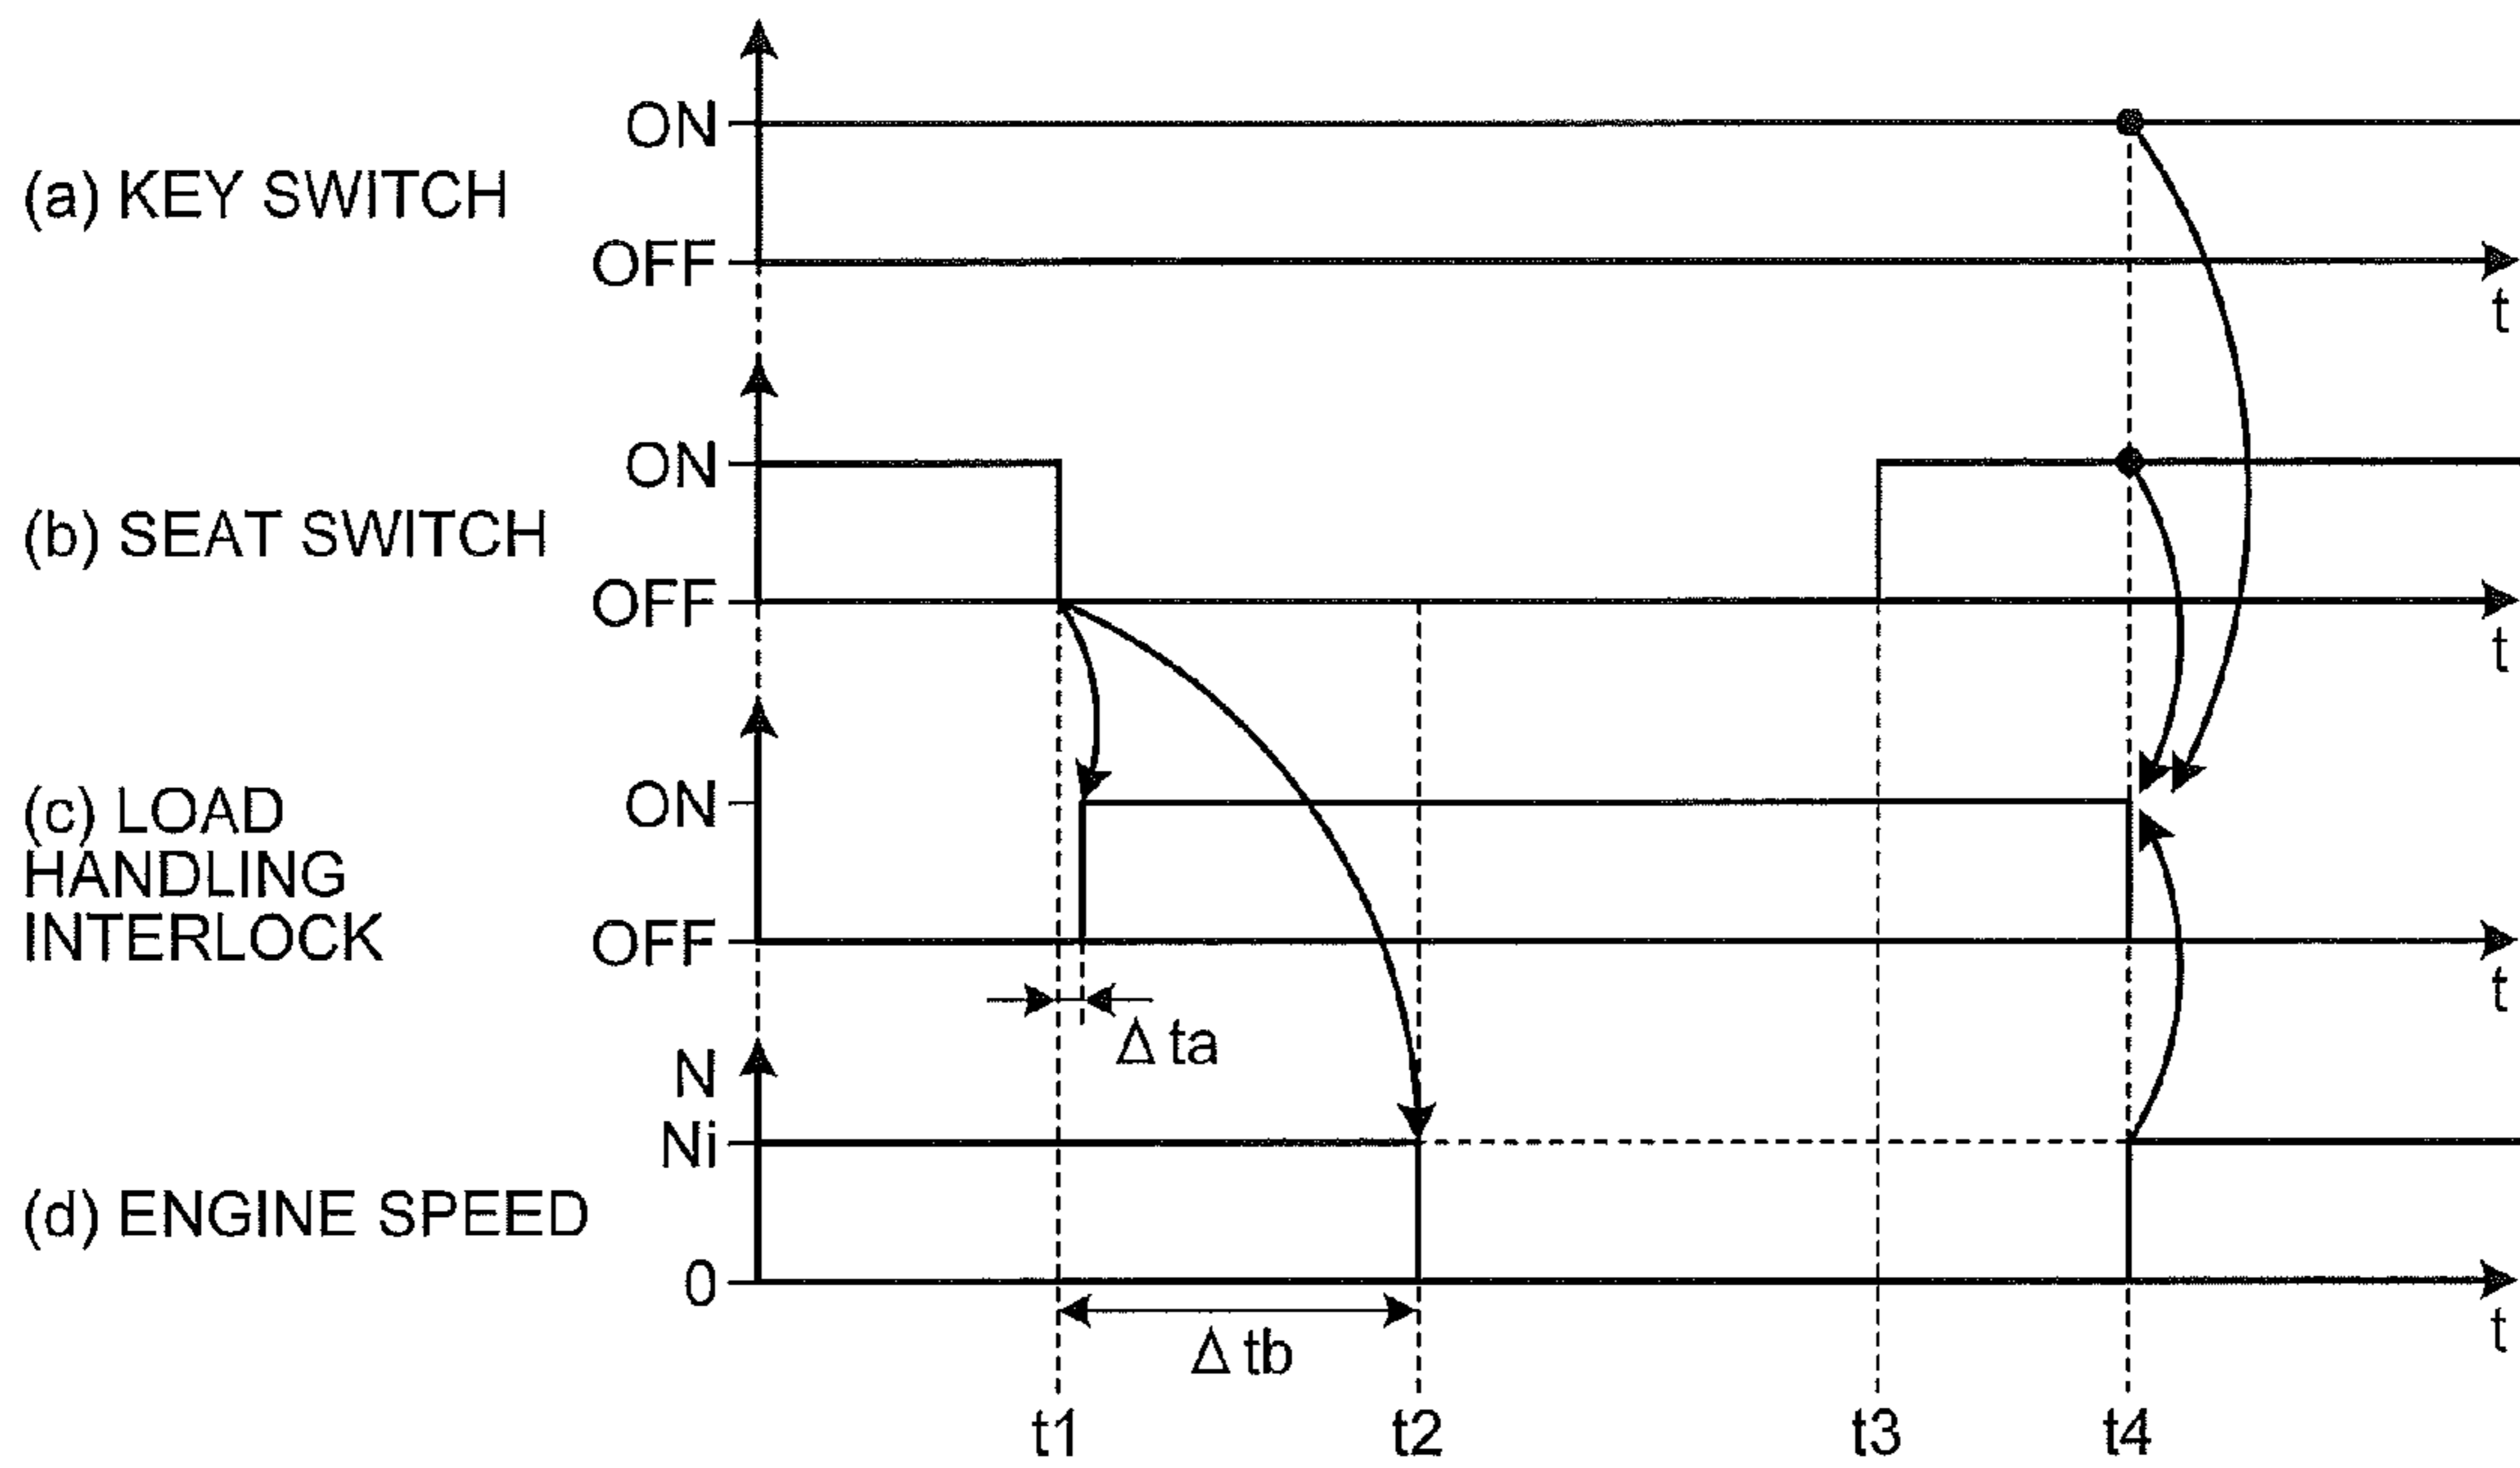 ON
(a) KEY SWITCH
OFF
t
ON
(b) SEAT SWITCH
OFF
t
ON
(c) LOAD
HANDLING
INTERLOCK
OFF
t
Δ ta
N
Ni
(d) ENGINE SPEED
0
t
Δ tb
t1 t2 t3 t4